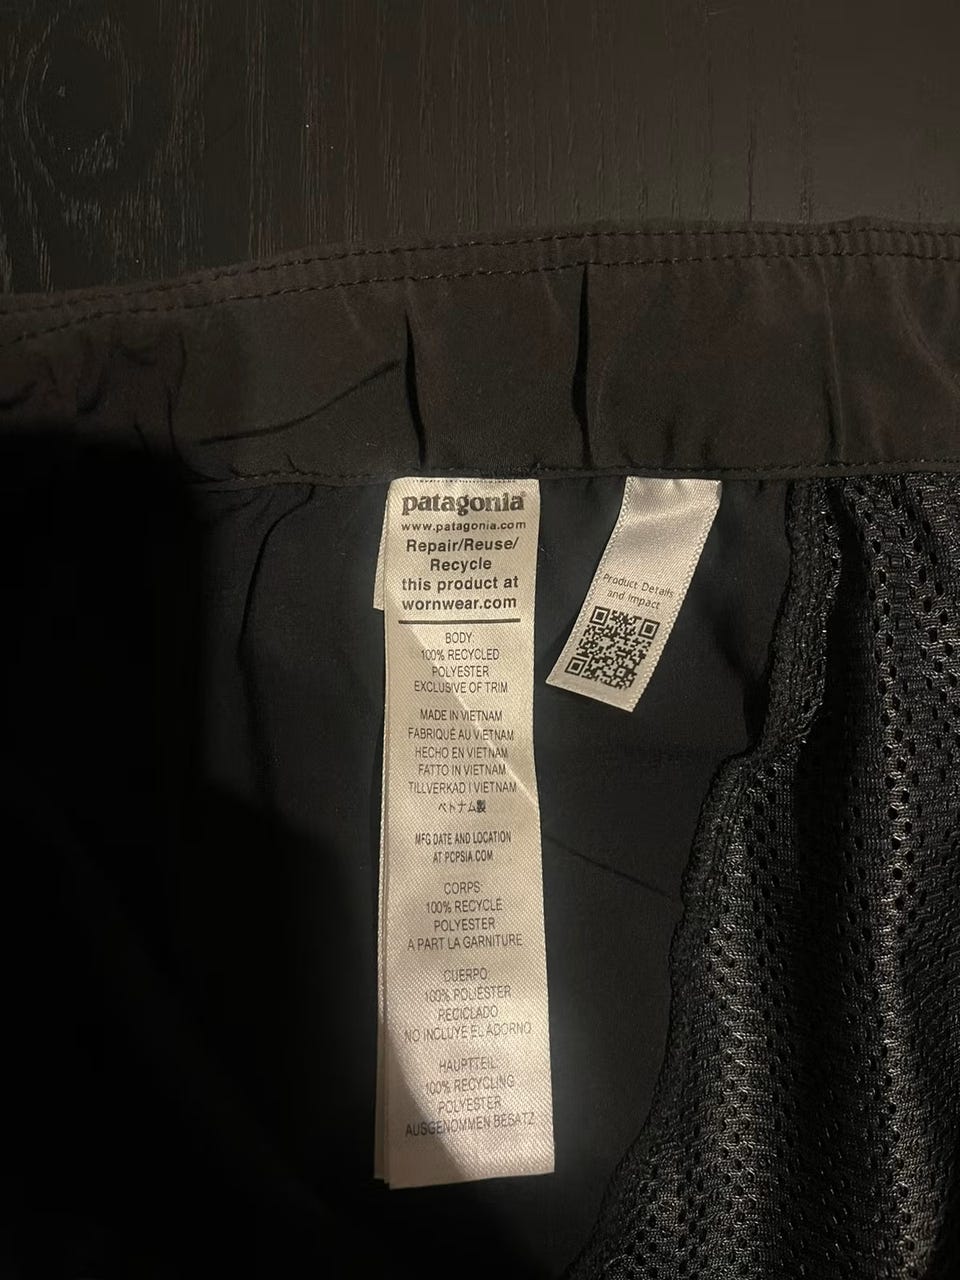 patagonia®
www.patagonia.com
Repair/Reuse/
Recycle
this product at
wornwear.com
BODY:
100% RECYCLED
POLYESTER
EXCLUSIVE OF TRIM
MADE IN VIETNAM
FABRIQUÉ AU VIETNAM
HECHO EN VIETNAM
FATTO IN VIETNAM
TILLVERKAD I VIETNAM
ベトナム製
MFG DATE AND LOCATION
AT PCPSIA.COM
CORPS:
100% RECYCLÉ
POLYESTER
A PART LA GARNITURE
CUERPO:
100% POLIÉSTER
RECICLADO
NO INCLUYE EL ADORNO
HAUPTTEIL:
100% RECYCLING
POLYESTER
AUSGENOMMEN BESATZ
Product Details
and Impact